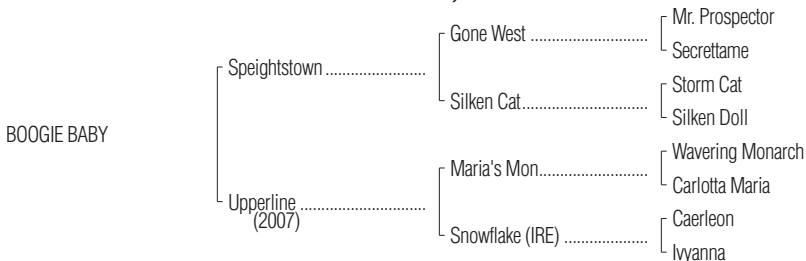 Mr. Prospector
Gone West ..............................
Secrettame
Speightstown .........................
Storm Cat
Silken Cat................................
Silken Doll
BOOGIE BABY
Wavering Monarch
Maria's Mon............................
Carlotta Maria
Upperline ...............................
(2007)
Caerleon
Snowflake (IRE) .....................
Ivyanna